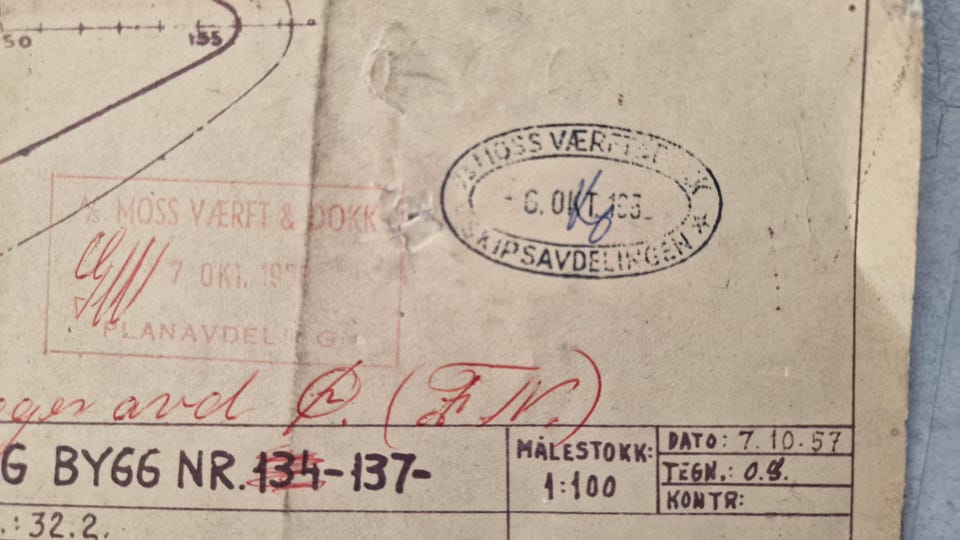 50
155
A/S MOSS VÆRFT & DOKK
7 OKT. 195
PLANAVDELING
A/S MOSS VÆRFT & DOKK
6. OKT. 195
SKIPSAVDELINGEN
avd P. (F.N.)
G BYGG NR. 134-137-
MÅLESTOKK:
1:100
DATO: 7.10.57
TEGN.: O.S.
KONTR:
.: 32.2.